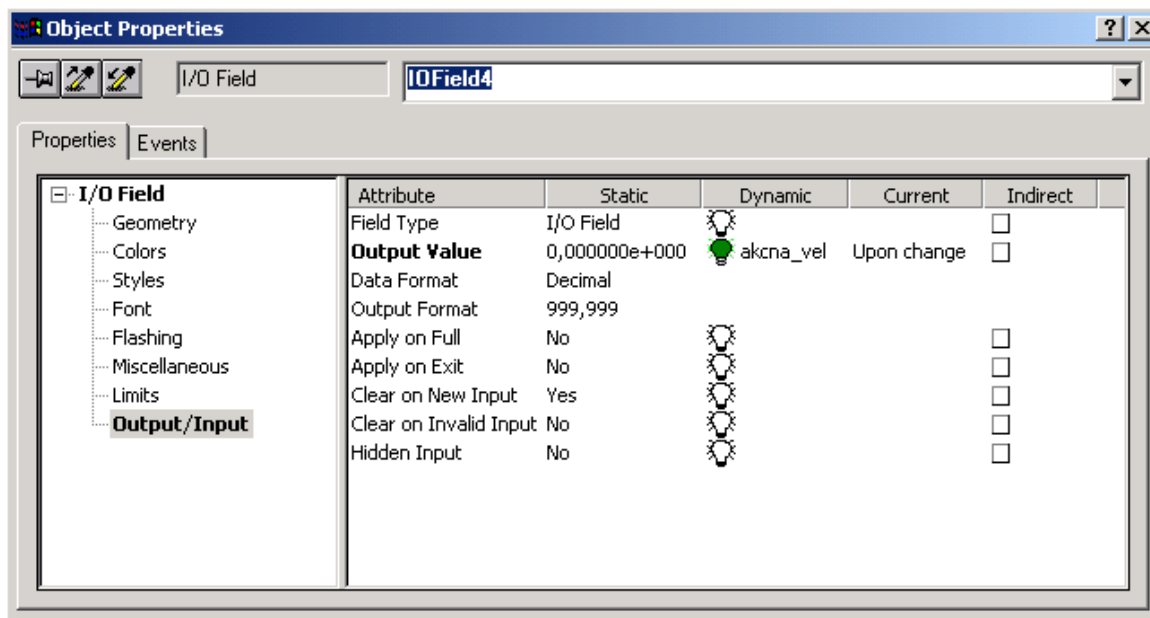 Object Properties ? ×
I/O Field IOField4
Properties Events
I/O Field
Geometry
Colors
Styles
Font
Flashing
Miscellaneous
Limits
Output/Input
Attribute Static Dynamic Current Indirect
Field Type I/O Field
Output Value 0,000000e+000 akcna_vel Upon change
Data Format Decimal
Output Format 999,999
Apply on Full No
Apply on Exit No
Clear on New Input Yes
Clear on Invalid Input No
Hidden Input No